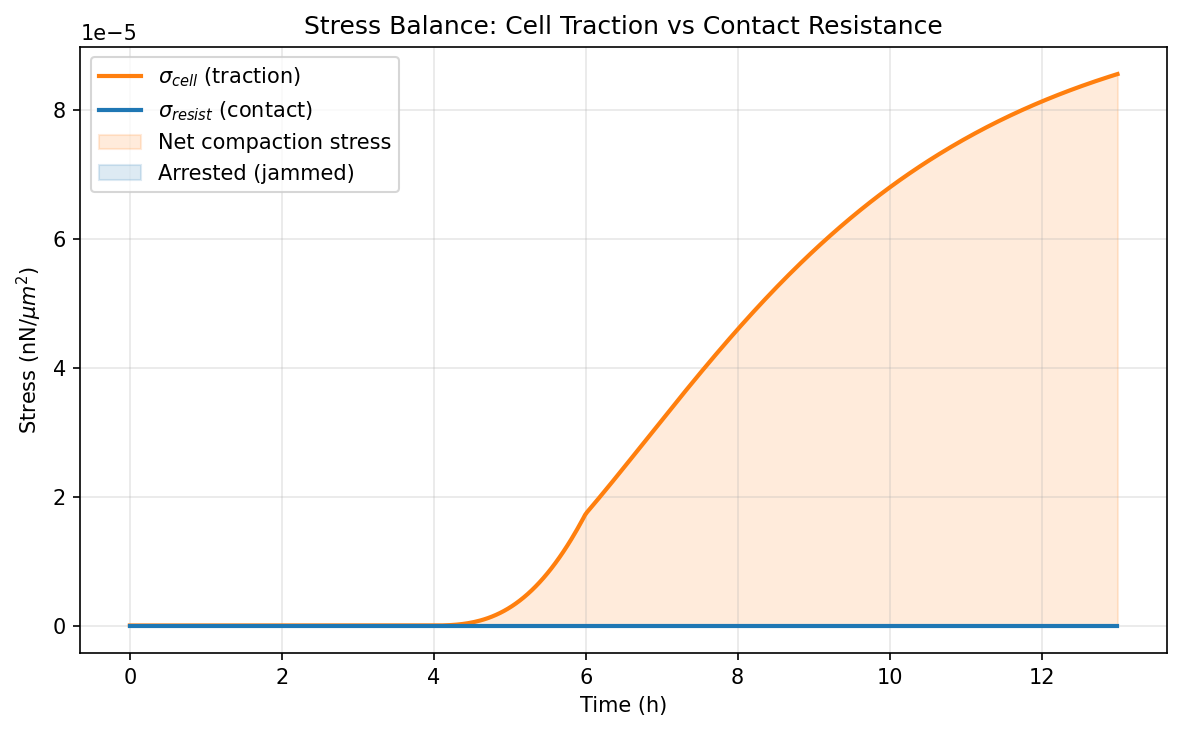 Stress Balance: Cell Traction vs Contact Resistance
1e−5
σcell (traction)
σresist (contact)
Net compaction stress
Arrested (jammed)
8
6
4
2
0
Stress (nN/μm²)
0 2 4 6 8 10 12
Time (h)